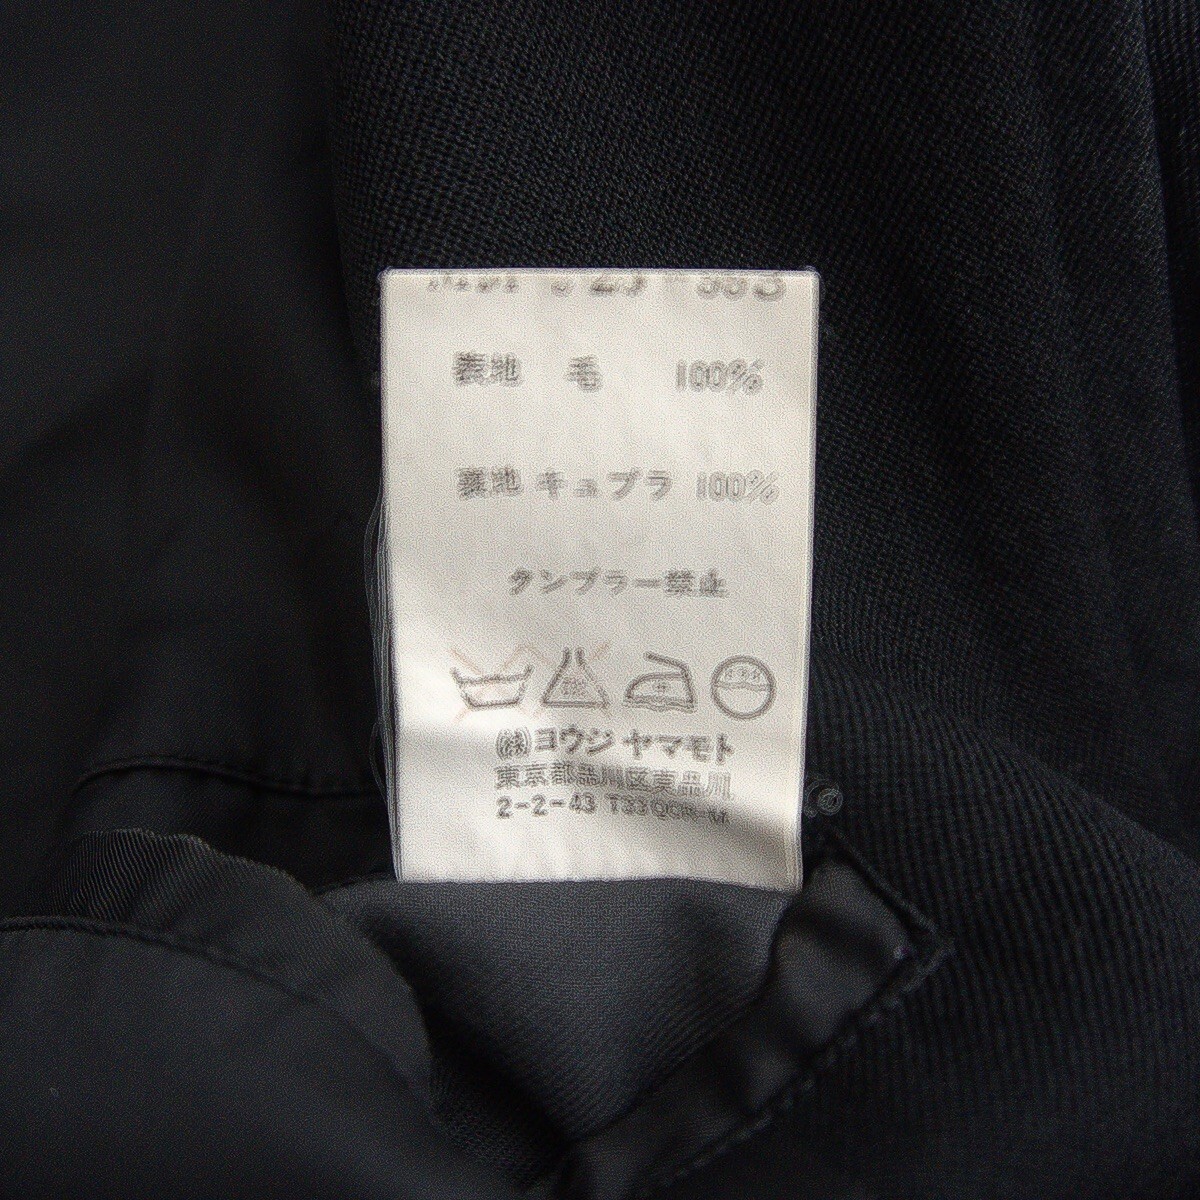 表地 毛 100%
裏地 キュプラ 100%
タンブラー禁止
(株)ヨウジ ヤマモト
東京都品川区東品川
2-2-43